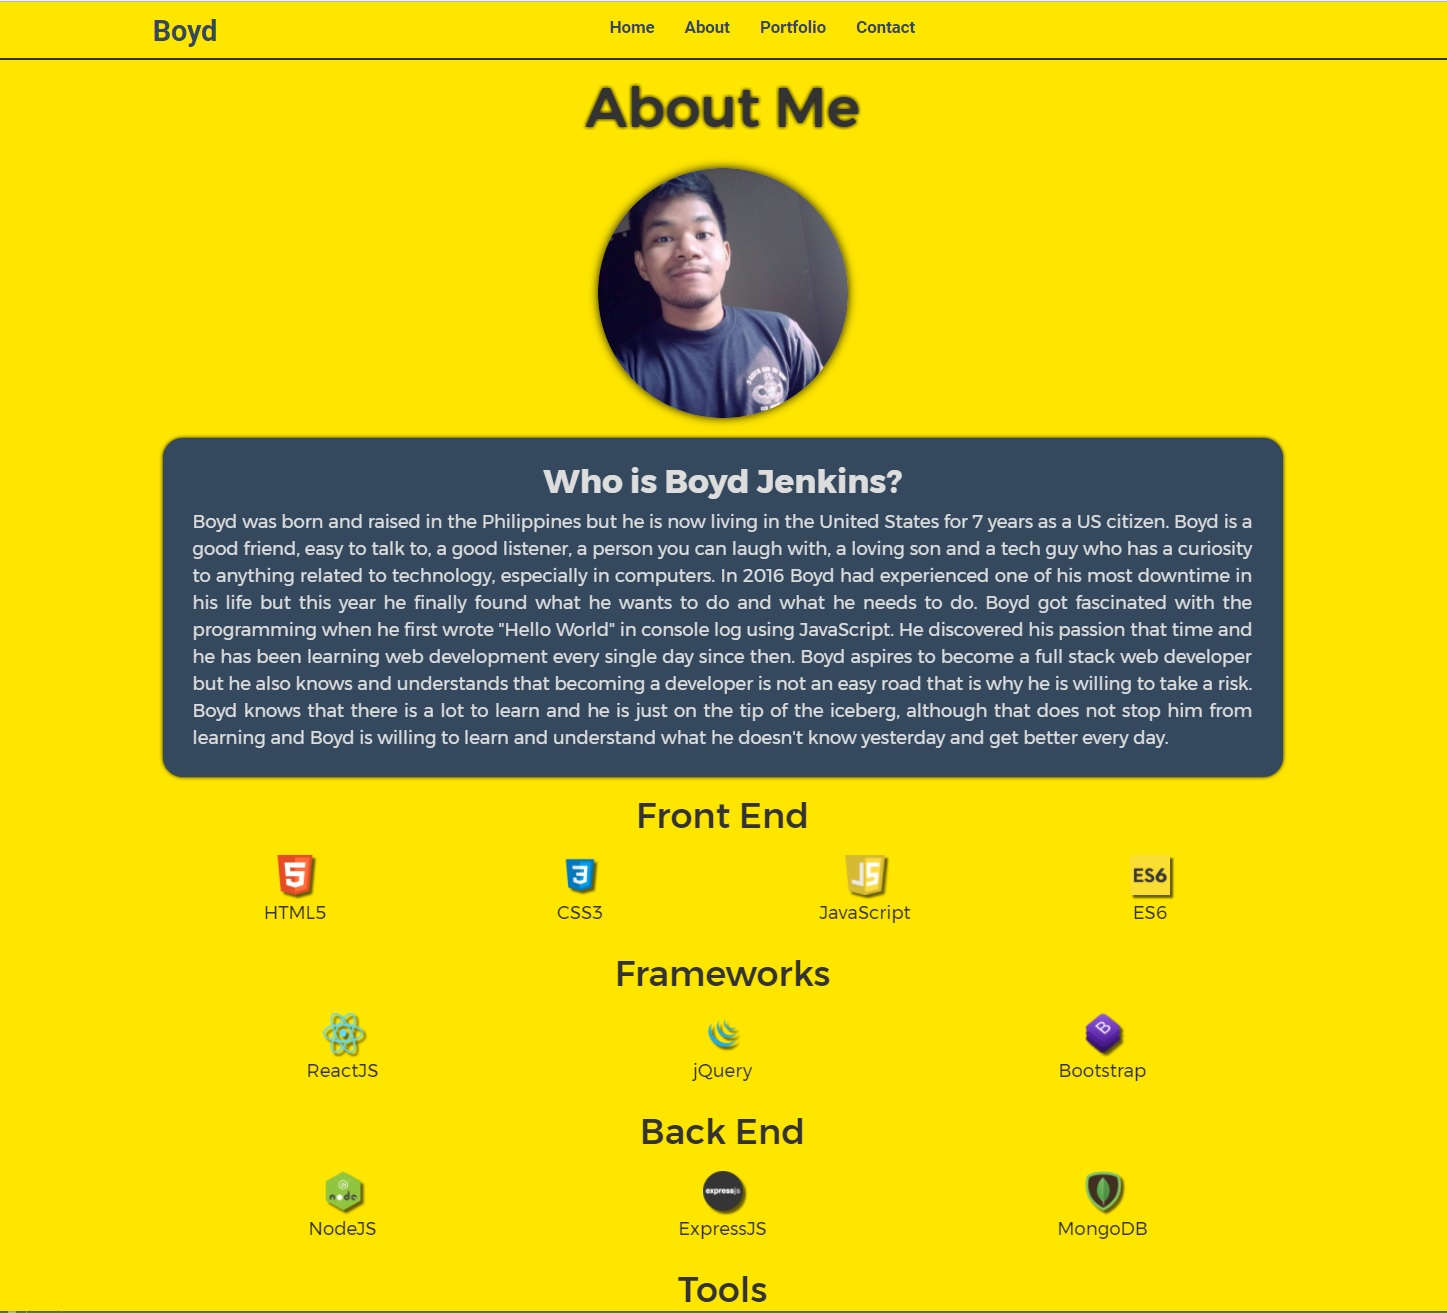 Boyd
Home About Portfolio Contact
About Me
Who is Boyd Jenkins?
Boyd was born and raised in the Philippines but he is now living in the United States for 7 years as a US citizen. Boyd is a
good friend, easy to talk to, a good listener, a person you can laugh with, a loving son and a tech guy who has a curiosity
to anything related to technology, especially in computers. In 2016 Boyd had experienced one of his most downtime in
his life but this year he finally found what he wants to do and what he needs to do. Boyd got fascinated with the
programming when he first wrote "Hello World" in console log using JavaScript. He discovered his passion that time and
he has been learning web development every single day since then. Boyd aspires to become a full stack web developer
but he also knows and understands that becoming a developer is not an easy road that is why he is willing to take a risk.
Boyd knows that there is a lot to learn and he is just on the tip of the iceberg, although that does not stop him from
learning and Boyd is willing to learn and understand what he doesn't know yesterday and get better every day.
Front End
5 3 JS ES6
HTML5 CSS3 JavaScript ES6
Frameworks
B
ReactJS jQuery Bootstrap
Back End
node expressjs
NodeJS ExpressJS MongoDB
Tools